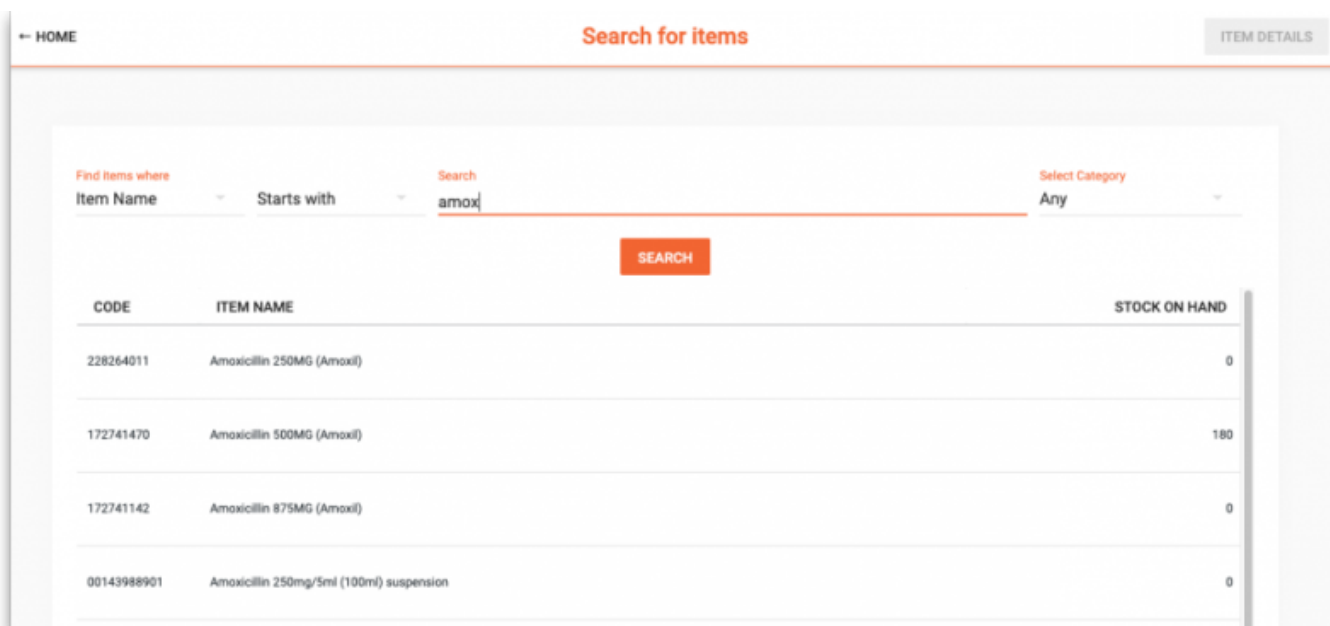 ← HOME Search for items ITEM DETAILS
Find Items where Search Select Category
Item Name Starts with amox Any
SEARCH
CODE ITEM NAME STOCK ON HAND
228264011 Amoxicillin 250MG (Amoxil) 0
172741470 Amoxicillin 500MG (Amoxil) 180
172741142 Amoxicillin 875MG (Amoxil) 0
00143988901 Amoxicillin 250mg/5ml (100ml) suspension 0